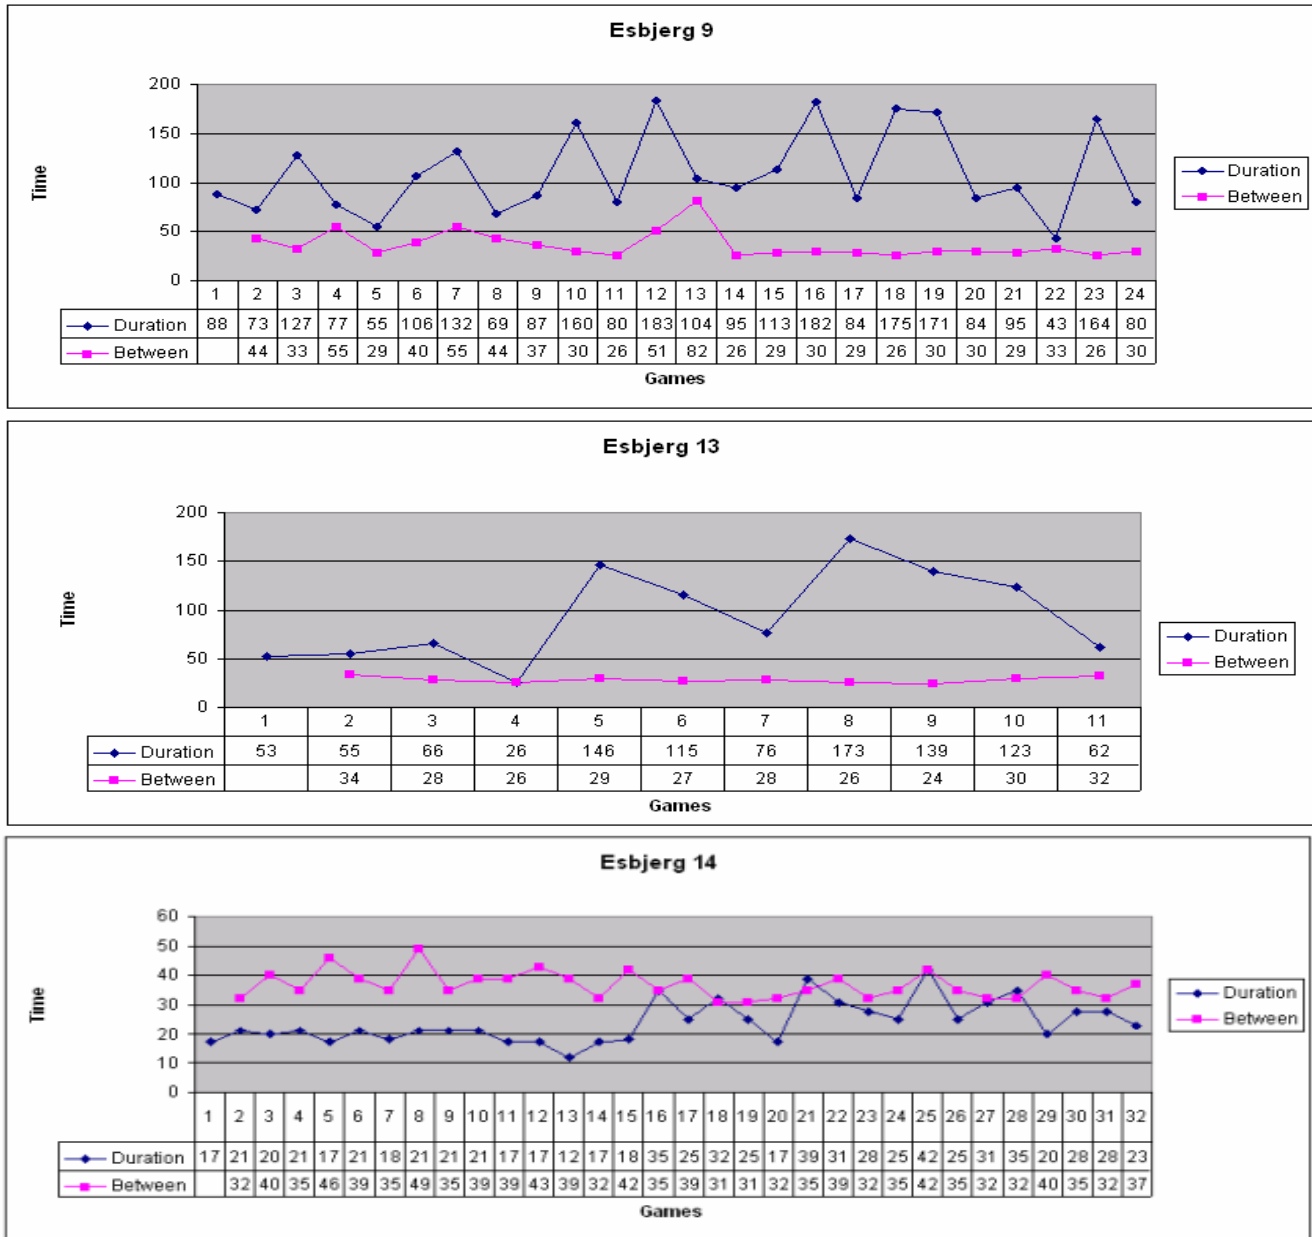 Esbjerg 9
200
150
100
50
0
Time
Duration
Between
1 2 3 4 5 6 7 8 9 10 11 12 13 14 15 16 17 18 19 20 21 22 23 24
Duration 88 73 127 77 55 106 132 69 87 160 80 183 104 95 113 182 84 175 171 84 95 43 164 80
Between 44 33 55 29 40 55 44 37 30 26 51 82 26 29 30 29 26 30 30 29 33 26 30
Games
Esbjerg 13
200
150
100
50
0
Time
Duration
Between
1 2 3 4 5 6 7 8 9 10 11
Duration 53 55 66 26 146 115 76 173 139 123 62
Between 34 28 26 29 27 28 26 24 30 32
Games
Esbjerg 14
60
50
40
30
20
10
0
Time
Duration
Between
1 2 3 4 5 6 7 8 9 10 11 12 13 14 15 16 17 18 19 20 21 22 23 24 25 26 27 28 29 30 31 32
Duration 17 21 20 21 17 21 18 21 21 21 17 17 12 17 18 35 25 32 25 17 39 31 28 25 42 25 31 35 20 28 28 23
Between 32 40 35 46 39 35 49 35 39 39 43 39 32 42 35 39 31 31 32 35 39 32 35 42 35 32 32 40 35 32 37
Games